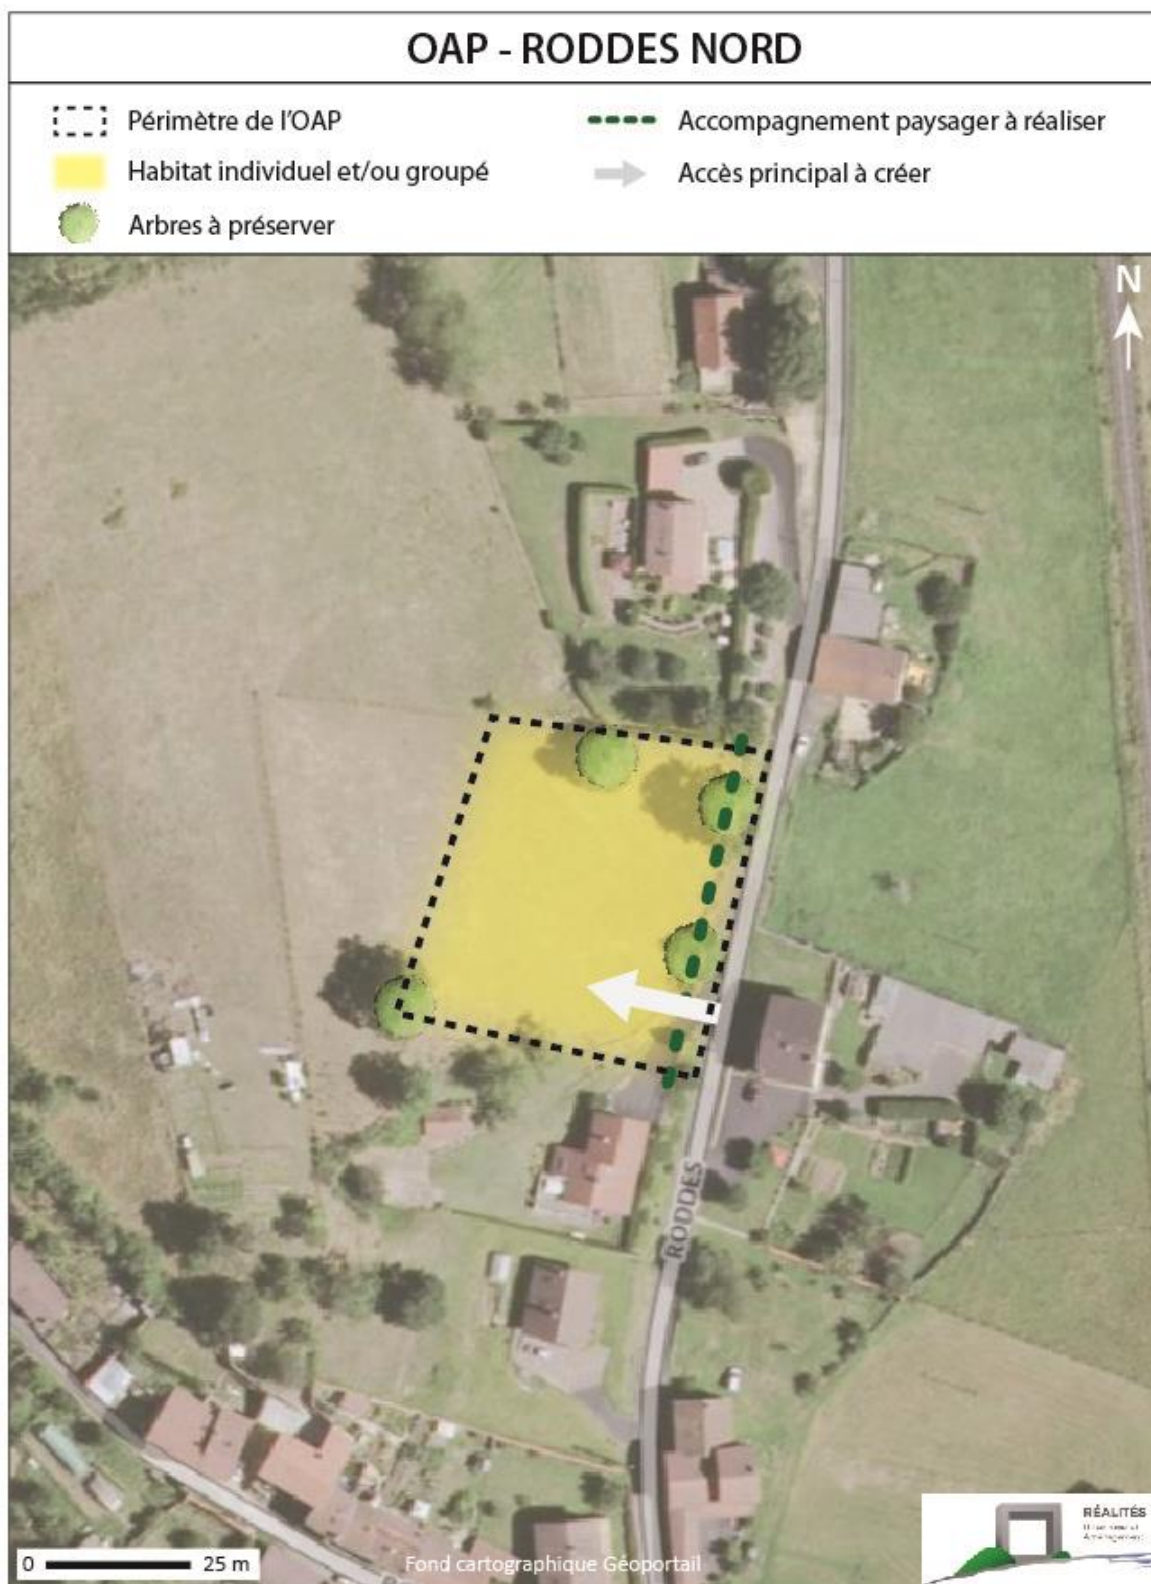 OAP - RODDES NORD
Périmètre de l'OAP
Habitat individuel et/ou groupé
Arbres à préserver
Accompagnement paysager à réaliser
Accès principal à créer
N
RODDES
0 25 m
Fond cartographique Géoportail
RÉALITÉS